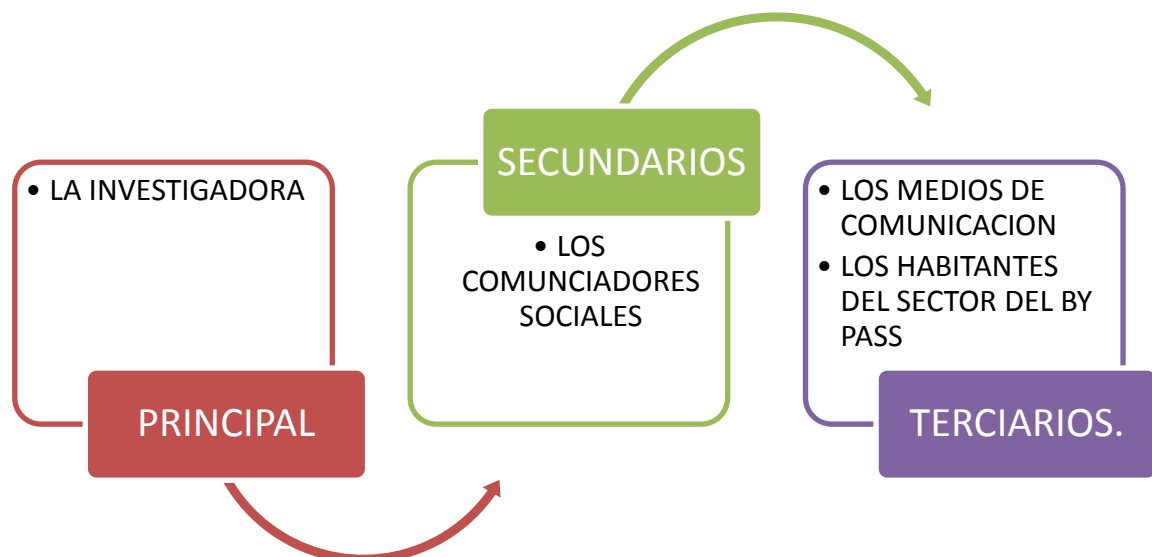 • LA INVESTIGADORA
PRINCIPAL
SECUNDARIOS
• LOS
COMUNCIADORES
SOCIALES
• LOS MEDIOS DE
COMUNICACION
• LOS HABITANTES
DEL SECTOR DEL BY
PASS
TERCIARIOS.